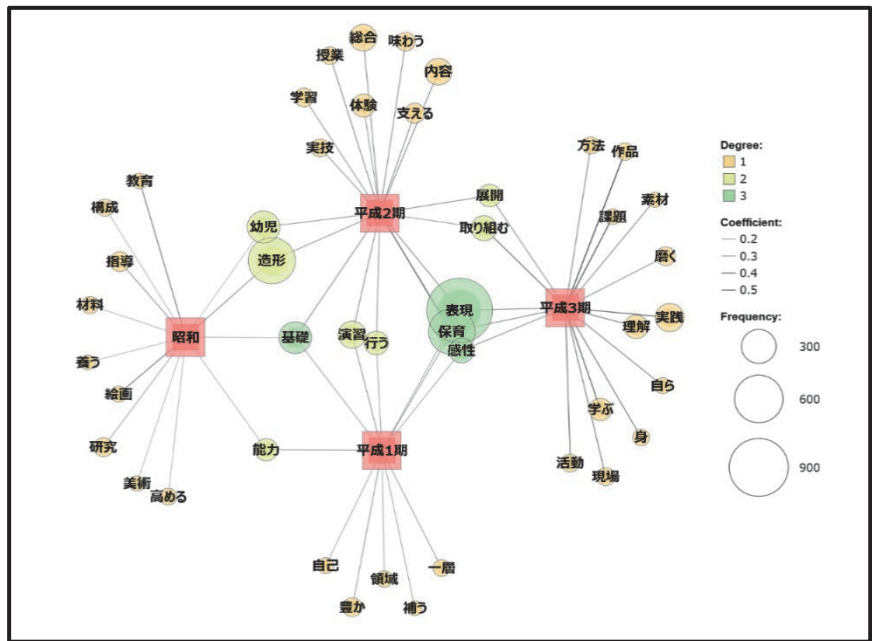 総合
味わう
授業
内容
学習
体験
支える
実技
方法
作品
教育
展開
素材
構成
平成2期
課題
幼児
取り組む
指導
造形
磨く
材料
表現
平成3期
実践
昭和
基礎
演習
保育
理解
行う
感性
養う
絵画
自ら
学ぶ
研究
能力
平成1期
身
活動
美術
現場
高める
自己
領域
一層
豊か
補う
Degree:
1
2
3
Coefficient:
0.2
0.3
0.4
0.5
Frequency:
300
600
900